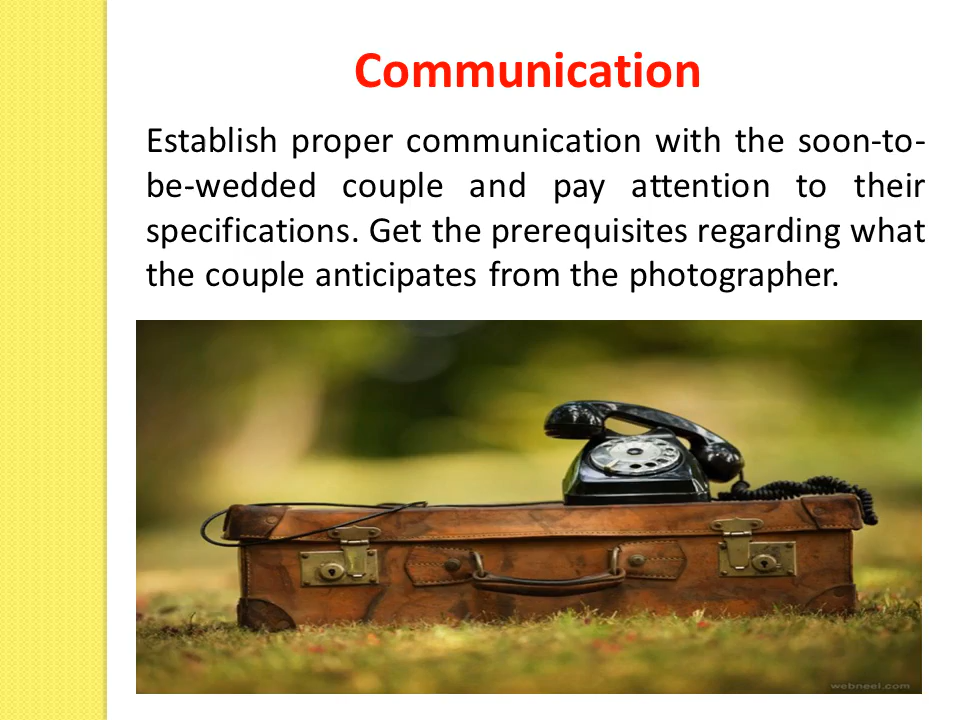 Communication
Establish proper communication with the soon-to-
be-wedded couple and pay attention to their
specifications. Get the prerequisites regarding what
the couple anticipates from the photographer.
webneel.com